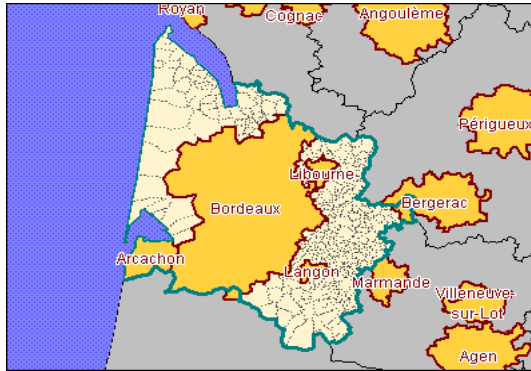 Royan
Cognac
Angoulême
Périgueux
Libourne
Bergerac
Bordeaux
Arcachon
Langon
Marmande
Villeneuve-
sur-Lot
Agen